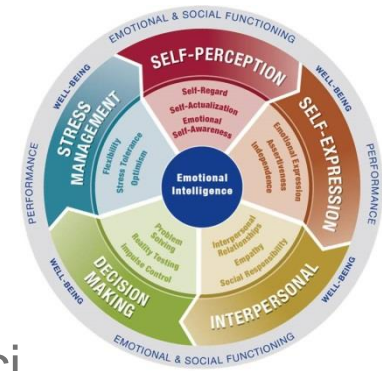 EMOTIONAL & SOCIAL FUNCTIONING
WELL-BEING
WELL-BEING
PERFORMANCE
PERFORMANCE
SELF-PERCEPTION
Self-Regard
Self-Actualization
Emotional
Self-Awareness
SELF-EXPRESSION
Emotional Expression
Assertiveness
Independence
STRESS
MANAGEMENT
Flexibility
Stress Tolerance
Optimism
Emotional
Intelligence
DECISION
MAKING
Problem
Solving
Reality Testing
Impulse Control
INTERPERSONAL
Interpersonal
Relationships
Empathy
Social Responsibility
WELL-BEING
WELL-BEING
EMOTIONAL & SOCIAL FUNCTIONING
ci